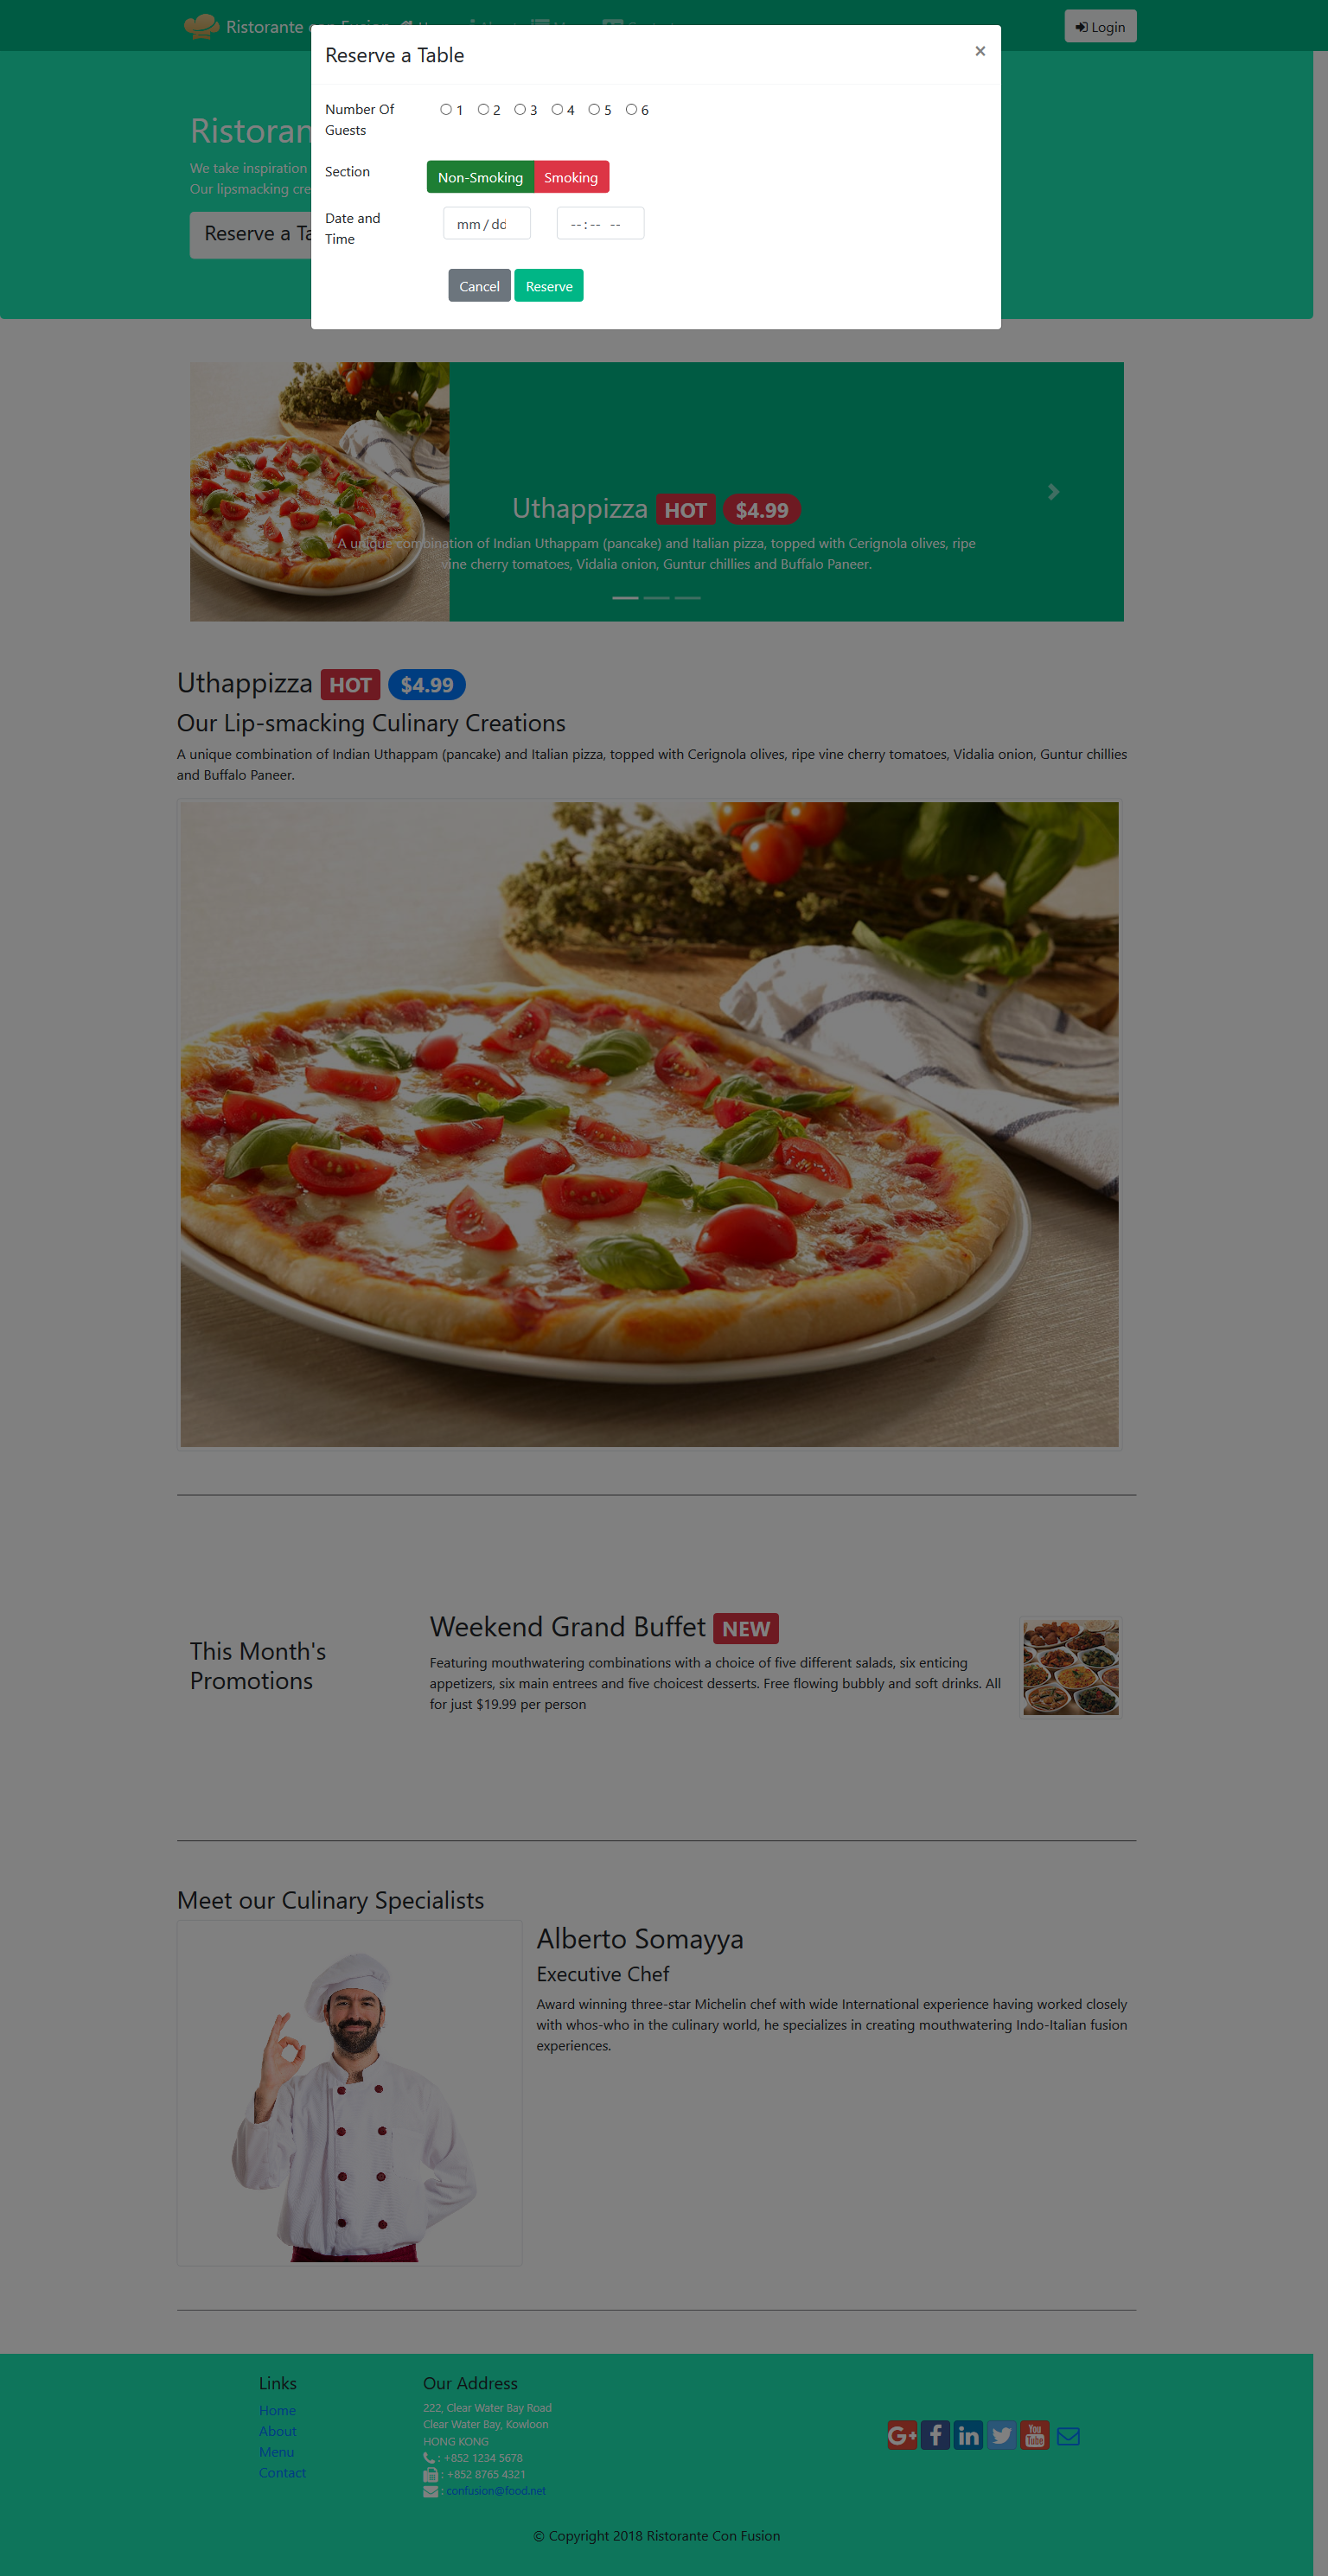 Ristorante
Login
Reserve a Table
×
Number Of
Guests
1 2 3 4 5 6
Section
Non-Smoking Smoking
Date and
Time
mm/dd
--:-- --
Cancel Reserve
We take inspiration
Our lipsmacking
Reserve a
Uthappizza HOT $4.99
A unique combination of Indian Uthappam (pancake) and Italian pizza, topped with Cerignola olives, ripe
vine cherry tomatoes, Vidalia onion, Guntur chillies and Buffalo Paneer.
Uthappizza HOT $4.99
Our Lip-smacking Culinary Creations
A unique combination of Indian Uthappam (pancake) and Italian pizza, topped with Cerignola olives, ripe vine cherry tomatoes, Vidalia onion, Guntur chillies
and Buffalo Paneer.
This Month's
Promotions
Weekend Grand Buffet NEW
Featuring mouthwatering combinations with a choice of five different salads, six enticing
appetizers, six main entrees and five choicest desserts. Free flowing bubbly and soft drinks. All
for just $19.99 per person
Meet our Culinary Specialists
Alberto Somayya
Executive Chef
Award winning three-star Michelin chef with wide International experience having worked closely
with whos-who in the culinary world, he specializes in creating mouthwatering Indo-Italian fusion
experiences.
Links
Home
About
Menu
Contact
Our Address
222, Clear Water Bay Road
Clear Water Bay, Kowloon
HONG KONG
: +852 1234 5678
: +852 8765 4321
: confusion@food.net
G+ f in You Tube
© Copyright 2018 Ristorante Con Fusion